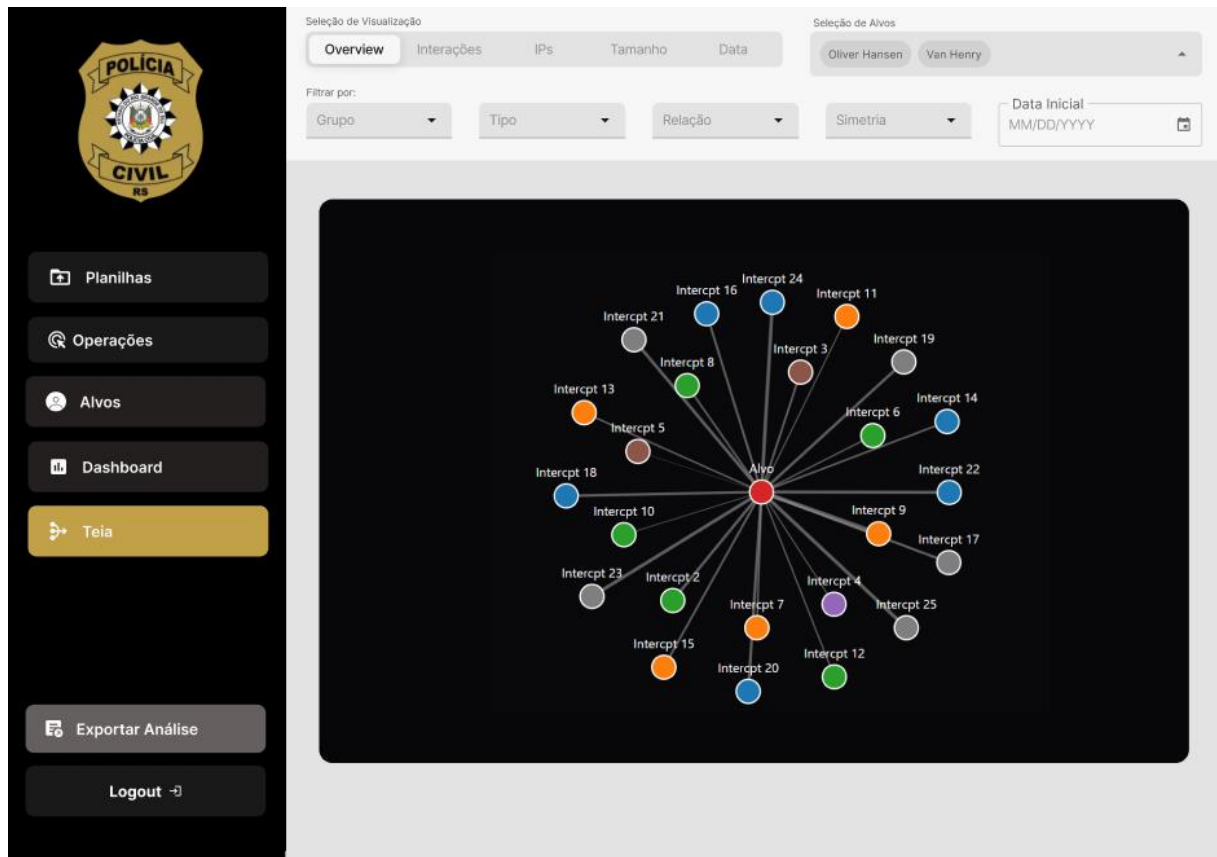 POLÍCIA
CIVIL
RS
Planilhas
Operações
Alvos
Dashboard
Teia
Exportar Análise
Logout
Seleção de Visualização
Overview Interações IPs Tamanho Data
Seleção de Alvos
Oliver Hansen Van Henry
Filtrar por:
Grupo Tipo Relação Simetria
Data Inicial
MM/DD/YYYY
Intercpt 24
Intercpt 16
Intercpt 11
Intercpt 21
Intercpt 19
Intercpt 3
Intercpt 8
Intercpt 13
Intercpt 14
Intercpt 6
Intercpt 5
Alvo
Intercpt 22
Intercpt 18
Intercpt 10
Intercpt 9
Intercpt 17
Intercpt 23
Intercpt 2
Intercpt 4
Intercpt 7
Intercpt 25
Intercpt 15
Intercpt 12
Intercpt 20